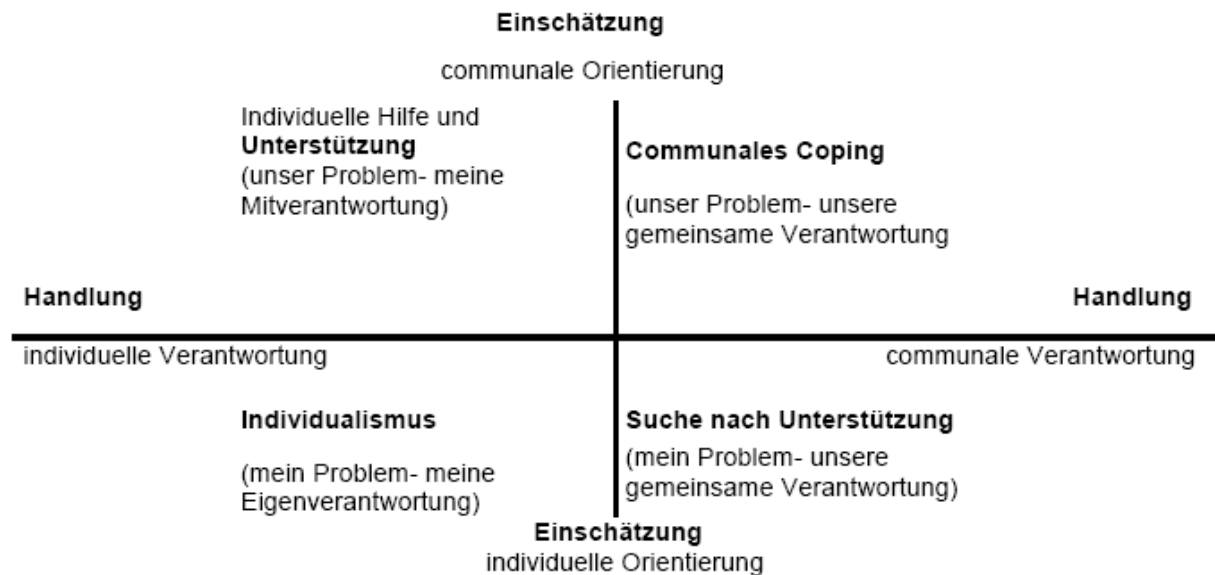 Einschätzung
communale Orientierung
Individuelle Hilfe und
Unterstützung
(unser Problem- meine
Mitverantwortung)
Communales Coping
(unser Problem- unsere
gemeinsame Verantwortung
Handlung
Handlung
individuelle Verantwortung
communale Verantwortung
Individualismus
(mein Problem- meine
Eigenverantwortung)
Suche nach Unterstützung
(mein Problem- unsere
gemeinsame Verantwortung)
Einschätzung
individuelle Orientierung